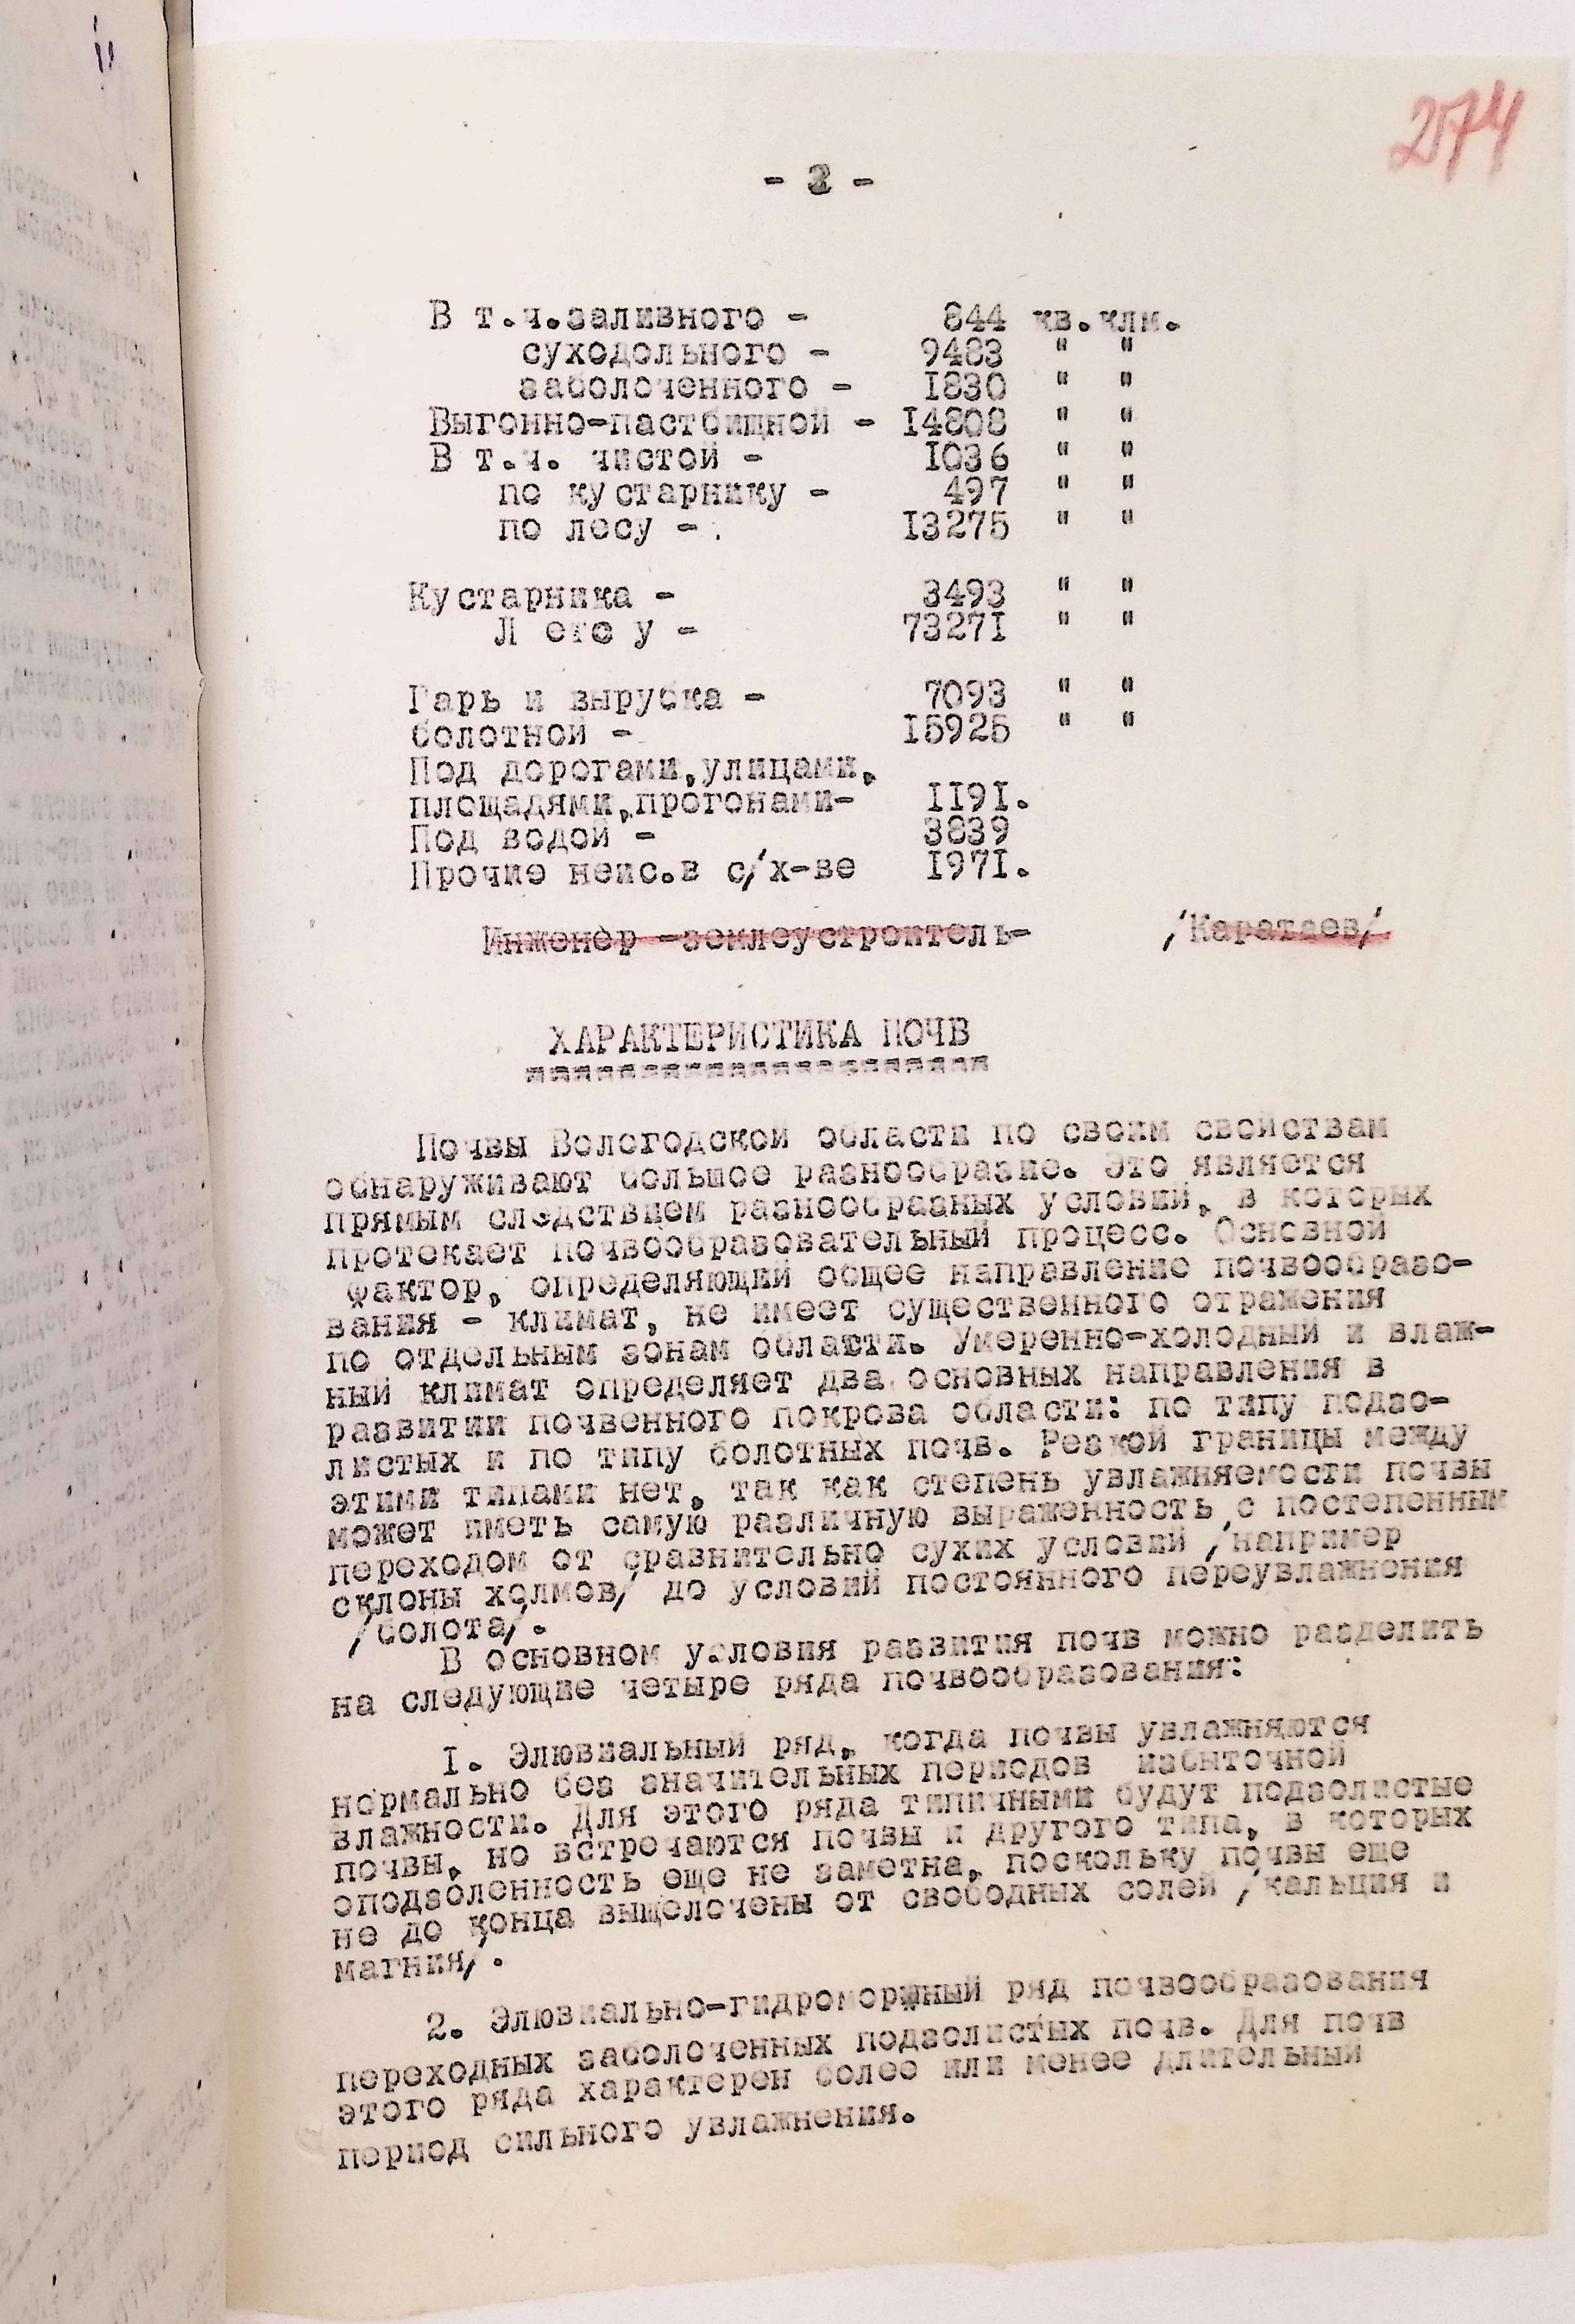 274
- 2 -
В т.ч.заливного - 844 кв.клм.
суходольного - 9483 " "
заболоченного - 1830 " "
Выгонно-пастбищной - 14808 " "
В т.ч. чистой - 1036 " "
по кустарнику - 497 " "
по лесу - 13275 " "
Кустарника - 3493 " "
Л е с у - 73271 " "
Гарь и вырубка - 7093 " "
болотной - 15925 " "
Под дорогами,улицами,
площадями,прогонами- 1191.
Под водой - 3839
Прочие неис.в с/х-ве 1971.
Инженер -землеустроитель- /Каратаев/
ХАРАКТЕРИСТИКА ПОЧВ
Почвы Вологодской области по своим свойствам
обнаруживают большое разнообразие. Это является
прямым следствием разнообразных условий, в которых
протекает почвообразовательный процесс. Основной
фактор, определяющий общее направление почвообразо-
вания - климат, не имеет существенного отражения
по отдельным зонам области. Умеренно-холодный и влаж-
ный климат определяет два основных направления в
развитии почвенного покрова области: по типу подзо-
листых и по типу болотных почв. Резкой границы между
этими типами нет, так как степень увлажняемости почвы
может иметь самую различную выраженность с постепенным
переходом от сравнительно сухих условий /например
склоны холмов/ до условий постоянного переувлажнения
/болота/.
В основном условия развития почв можно разделить
на следующие четыре ряда почвообразования:
1. Элювиальный ряд, когда почвы увлажняются
нормально без значительных периодов избыточной
влажности. Для этого ряда типичными будут подзолистые
почвы, но встречаются почвы и другого типа, в которых
оподзоленность еще не заметна, поскольку почвы еще
не до конца выщелочены от свободных солей /кальция и
магния/.
2. Элювиально-гидроморфный ряд почвообразования
переходных заболоченных подзолистых почв. Для почв
этого ряда характерен более или менее длительный
период сильного увлажнения.